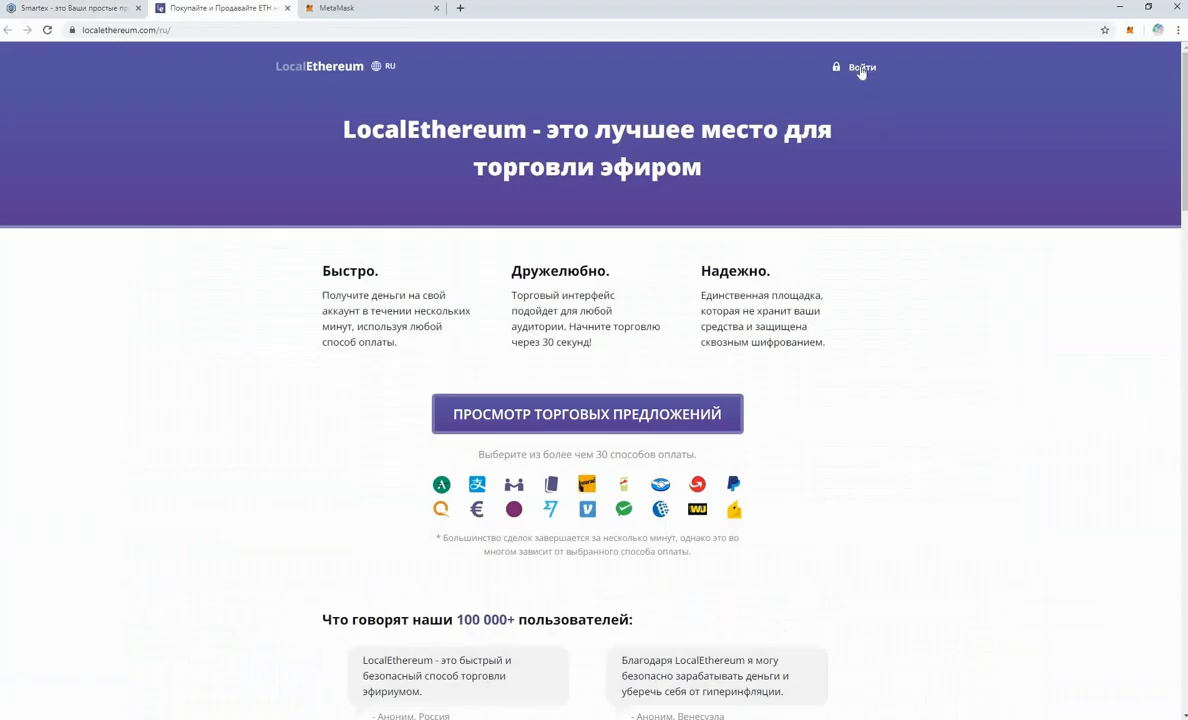 Smartex - это Ваши простые пр
Покупайте и Продавайте ETH н
MetaMask
localethereum.com/ru/
LocalEthereum RU
Войти
LocalEthereum - это лучшее место для
торговли эфиром
Быстро.
Получите деньги на свой
аккаунт в течении нескольких
минут, используя любой
способ оплаты.
Дружелюбно.
Торговый интерфейс
подойдет для любой
аудитории. Начните торговлю
через 30 секунд!
Надежно.
Единственная площадка,
которая не хранит ваши
средства и защищена
сквозным шифрованием.
ПРОСМОТР ТОРГОВЫХ ПРЕДЛОЖЕНИЙ
Выберите из более чем 30 способов оплаты.
WU
* Большинство сделок завершается за несколько минут, однако это во
многом зависит от выбранного способа оплаты.
Что говорят наши 100 000+ пользователей:
LocalEthereum - это быстрый и
безопасный способ торговли
эфириумом.
- Аноним, Россия
Благодаря LocalEthereum я могу
безопасно зарабатывать деньги и
уберечь себя от гиперинфляции.
- Аноним, Венесуэла